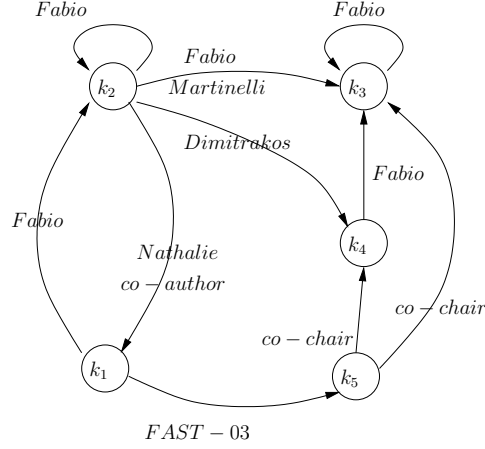 Fabio
Fabio
k2
Fabio
Martinelli
k3
Dimitrakos
Fabio
Fabio
k4
Nathalie
co − author
co − chair
co − chair
k1
k5
FAST − 03